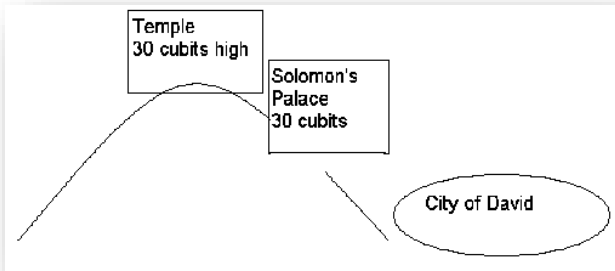 Temple
30 cubits high
Solomon's
Palace
30 cubits
City of David